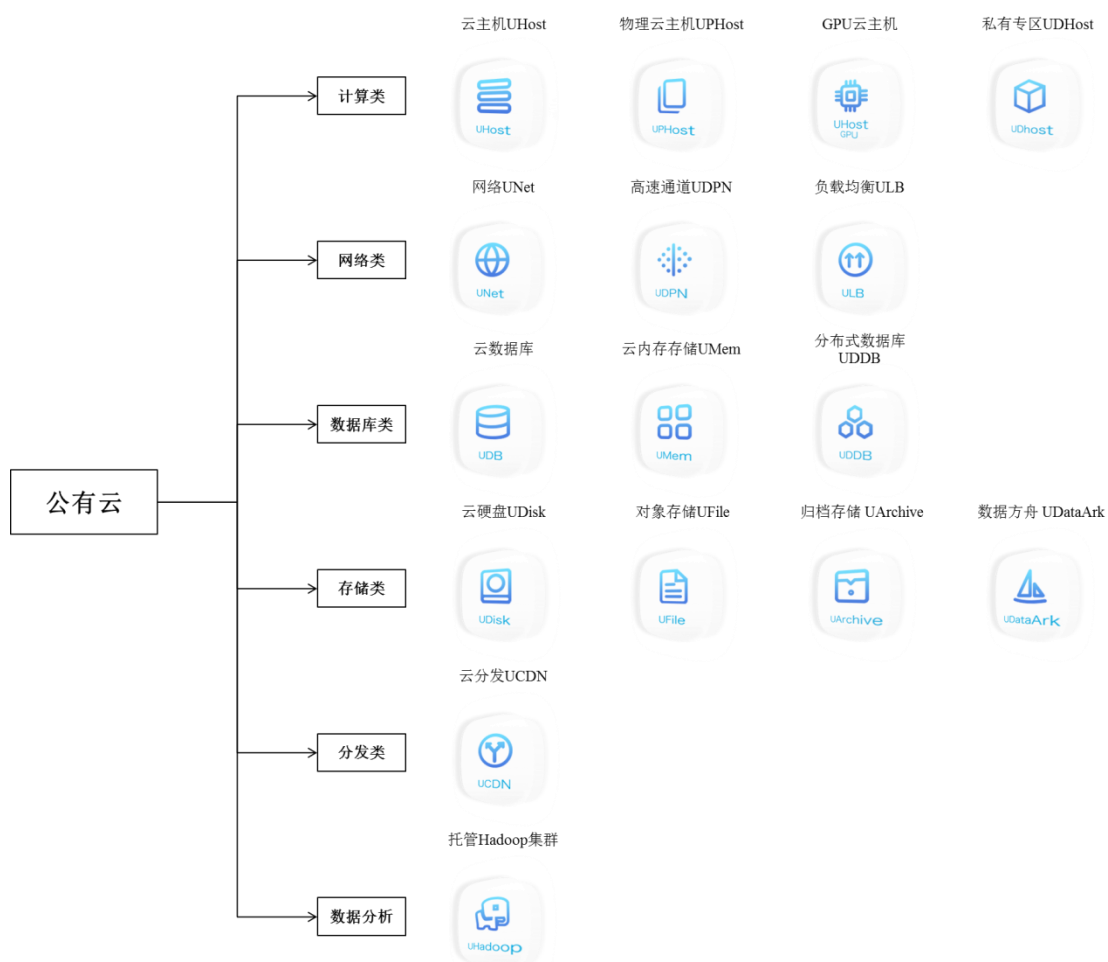 云主机UHost
物理云主机UPHost
GPU云主机
私有专区UDHost
计算类
UHost
UPHost
UHost
GPU
UDhost
网络UNet
高速通道UDPN
负载均衡ULB
网络类
UNet
UDPN
ULB
云数据库
云内存存储UMem
分布式数据库
UDDB
数据库类
UDB
UMem
UDDB
公有云
云硬盘UDisk
对象存储UFile
归档存储 UArchive
数据方舟 UDataArk
存储类
UDisk
UFile
UArchive
UDataArk
云分发UCDN
分发类
UCDN
托管Hadoop集群
数据分析
UHadoop